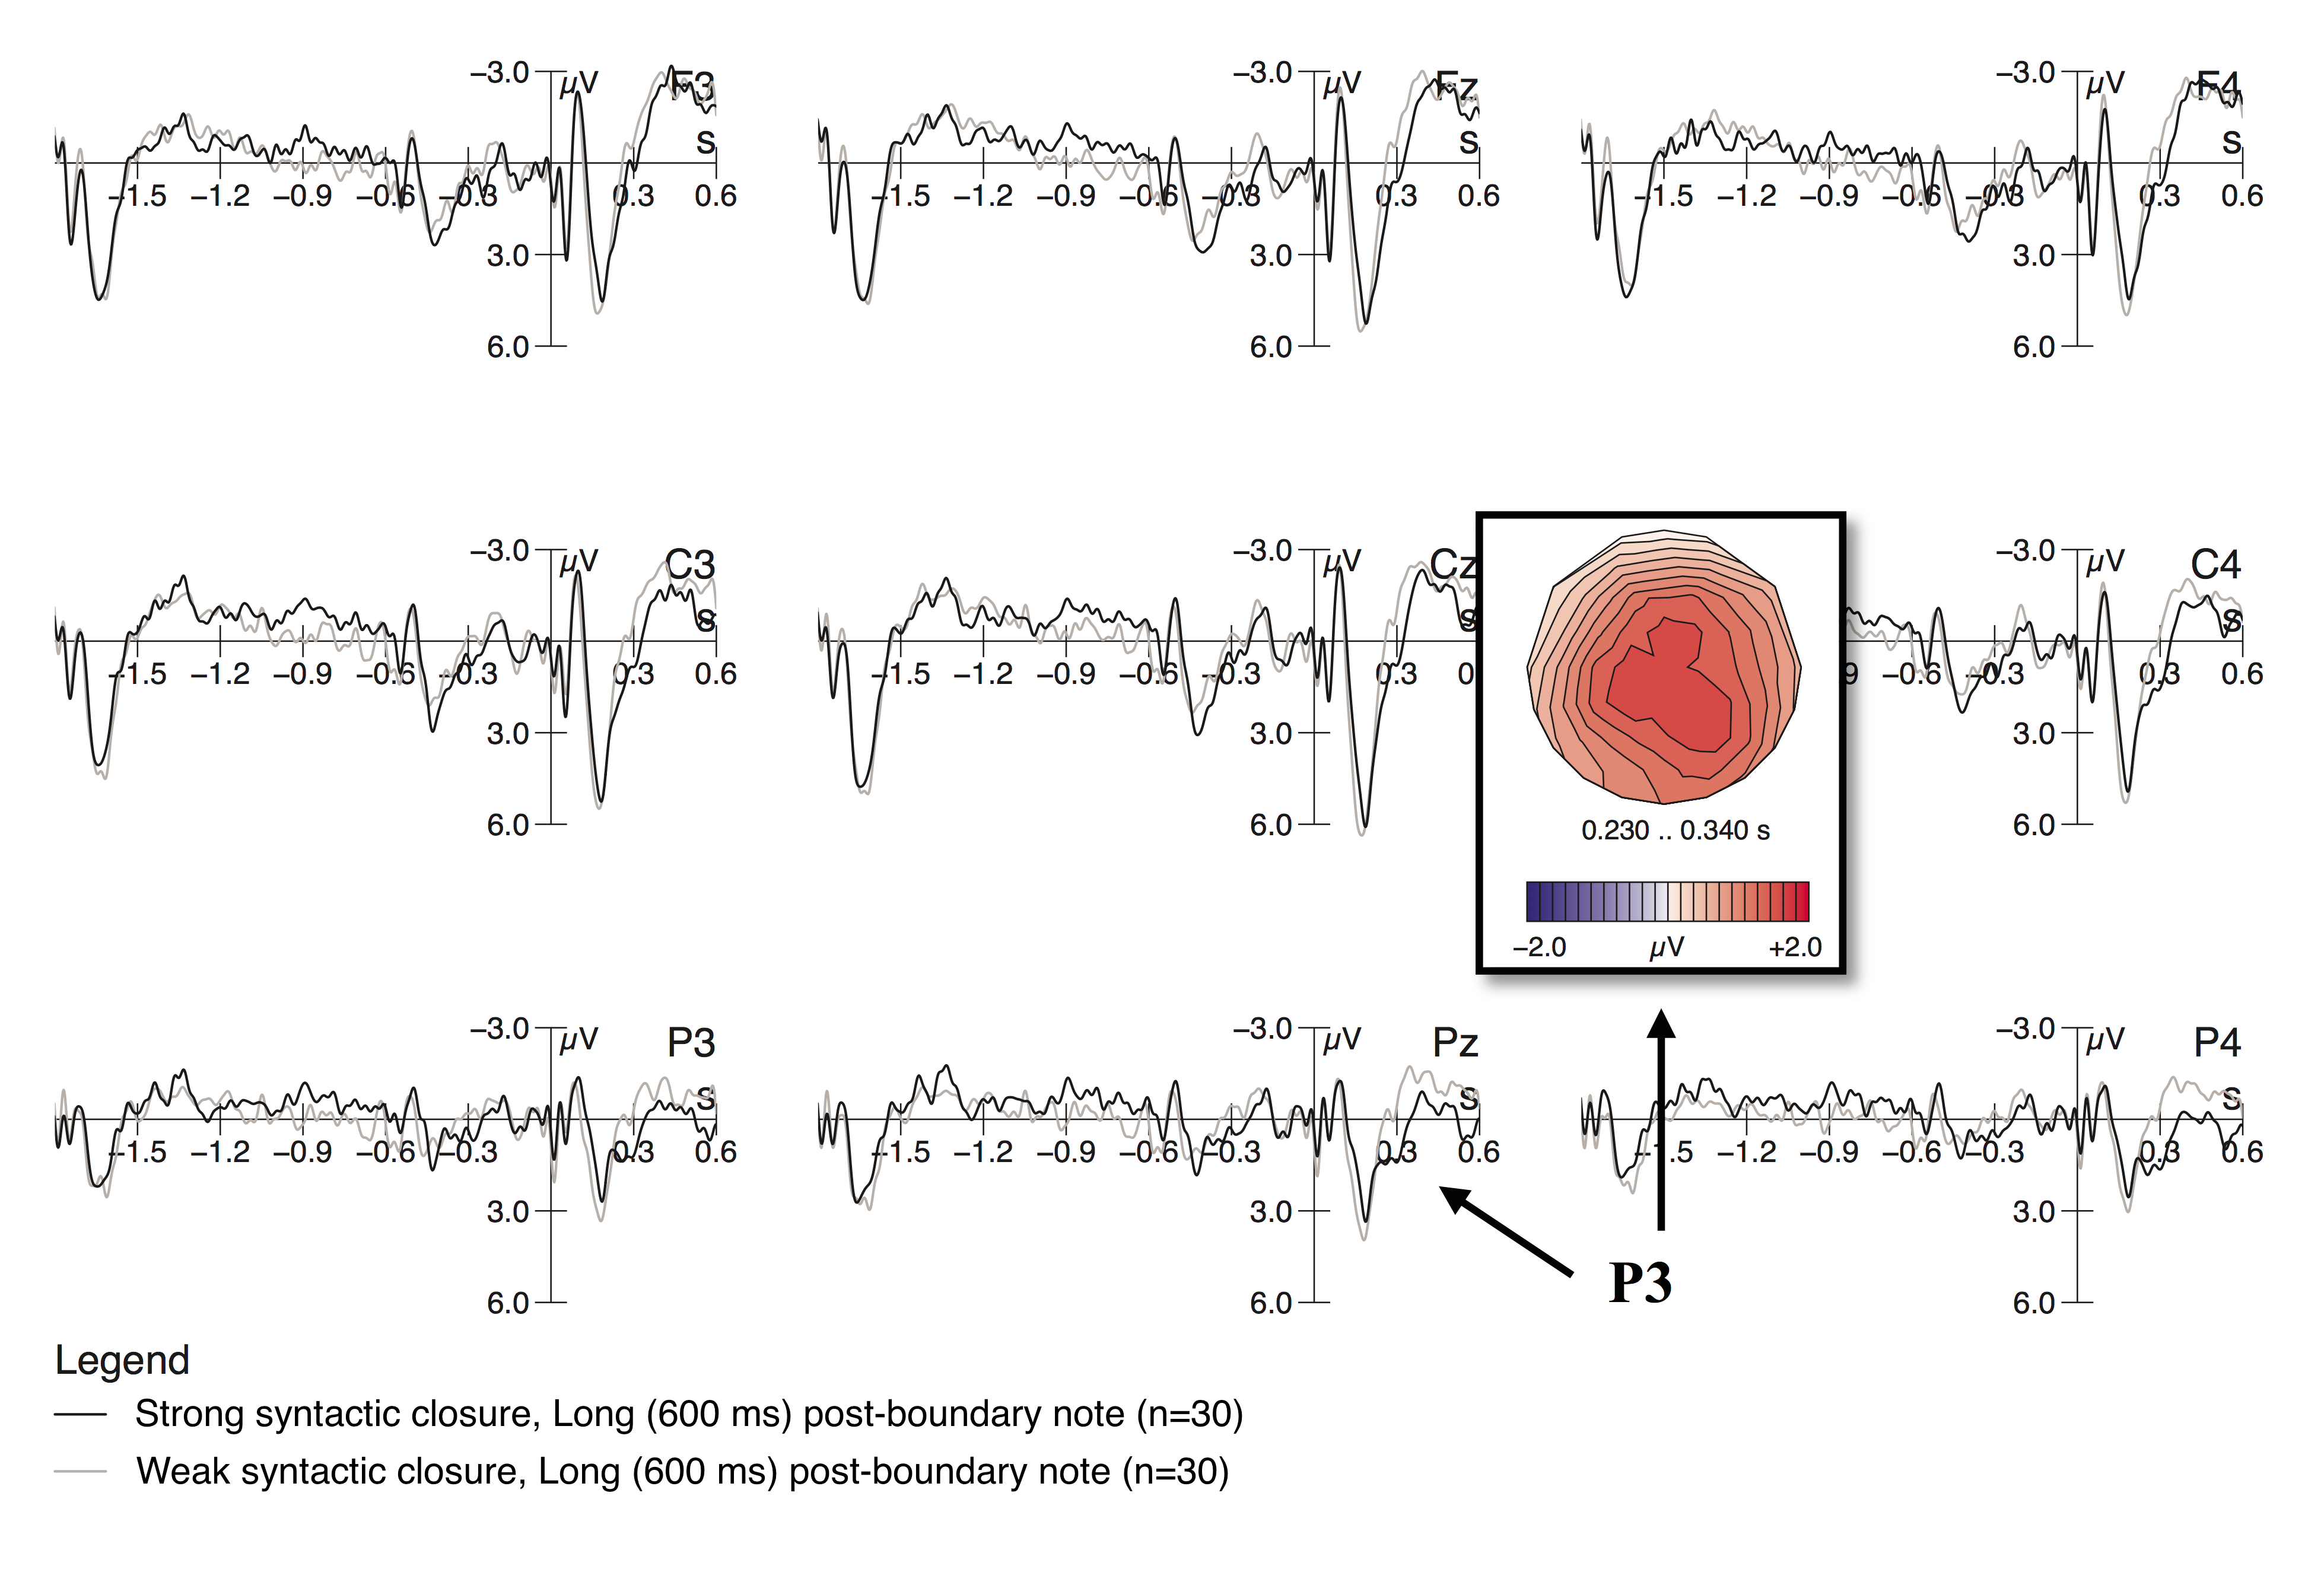 −3.0 µV F3 −3.0 µV Fz −3.0 µV F4
s s s
−1.5 −1.2 −0.9 −0.6 −0.3 0.3 0.6 −1.5 −1.2 −0.9 −0.6 −0.3 0.3 0.6 −1.5 −1.2 −0.9 −0.6 −0.3 0.3 0.6
3.0 3.0 3.0
6.0 6.0 6.0
−3.0 µV C3 −3.0 µV Cz −3.0 µV C4
s s s
−1.5 −1.2 −0.9 −0.6 −0.3 0.3 0.6 −1.5 −1.2 −0.9 −0.6 −0.3 0.3 0 9 −0.6 −0.3 0.3 0.6
3.0 3.0 3.0
6.0 6.0 6.0
0.230 .. 0.340 s
−2.0 µV +2.0
−3.0 µV P3 −3.0 µV Pz −3.0 µV P4
s s s
−1.5 −1.2 −0.9 −0.6 −0.3 0.3 0.6 −1.5 −1.2 −0.9 −0.6 −0.3 0.3 0.6 −1.5 −1.2 −0.9 −0.6 −0.3 0.3 0.6
3.0 3.0 3.0
P3
6.0 6.0 6.0
Legend
Strong syntactic closure, Long (600 ms) post-boundary note (n=30)
Weak syntactic closure, Long (600 ms) post-boundary note (n=30)